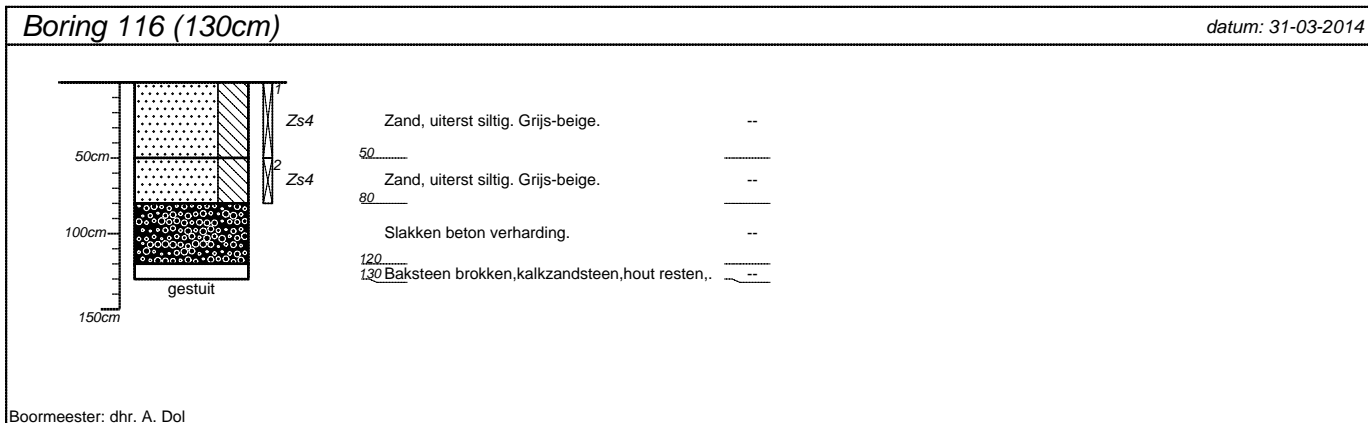 Boring 116 (130cm) datum: 31-03-2014
1
Zs4 Zand, uiterst siltig. Grijs-beige. --
50cm 50
2
Zs4 Zand, uiterst siltig. Grijs-beige. --
80
100cm Slakken beton verharding. --
120
130 Baksteen brokken,kalkzandsteen,hout resten,. --
gestuit
150cm
Boormeester: dhr. A. Dol